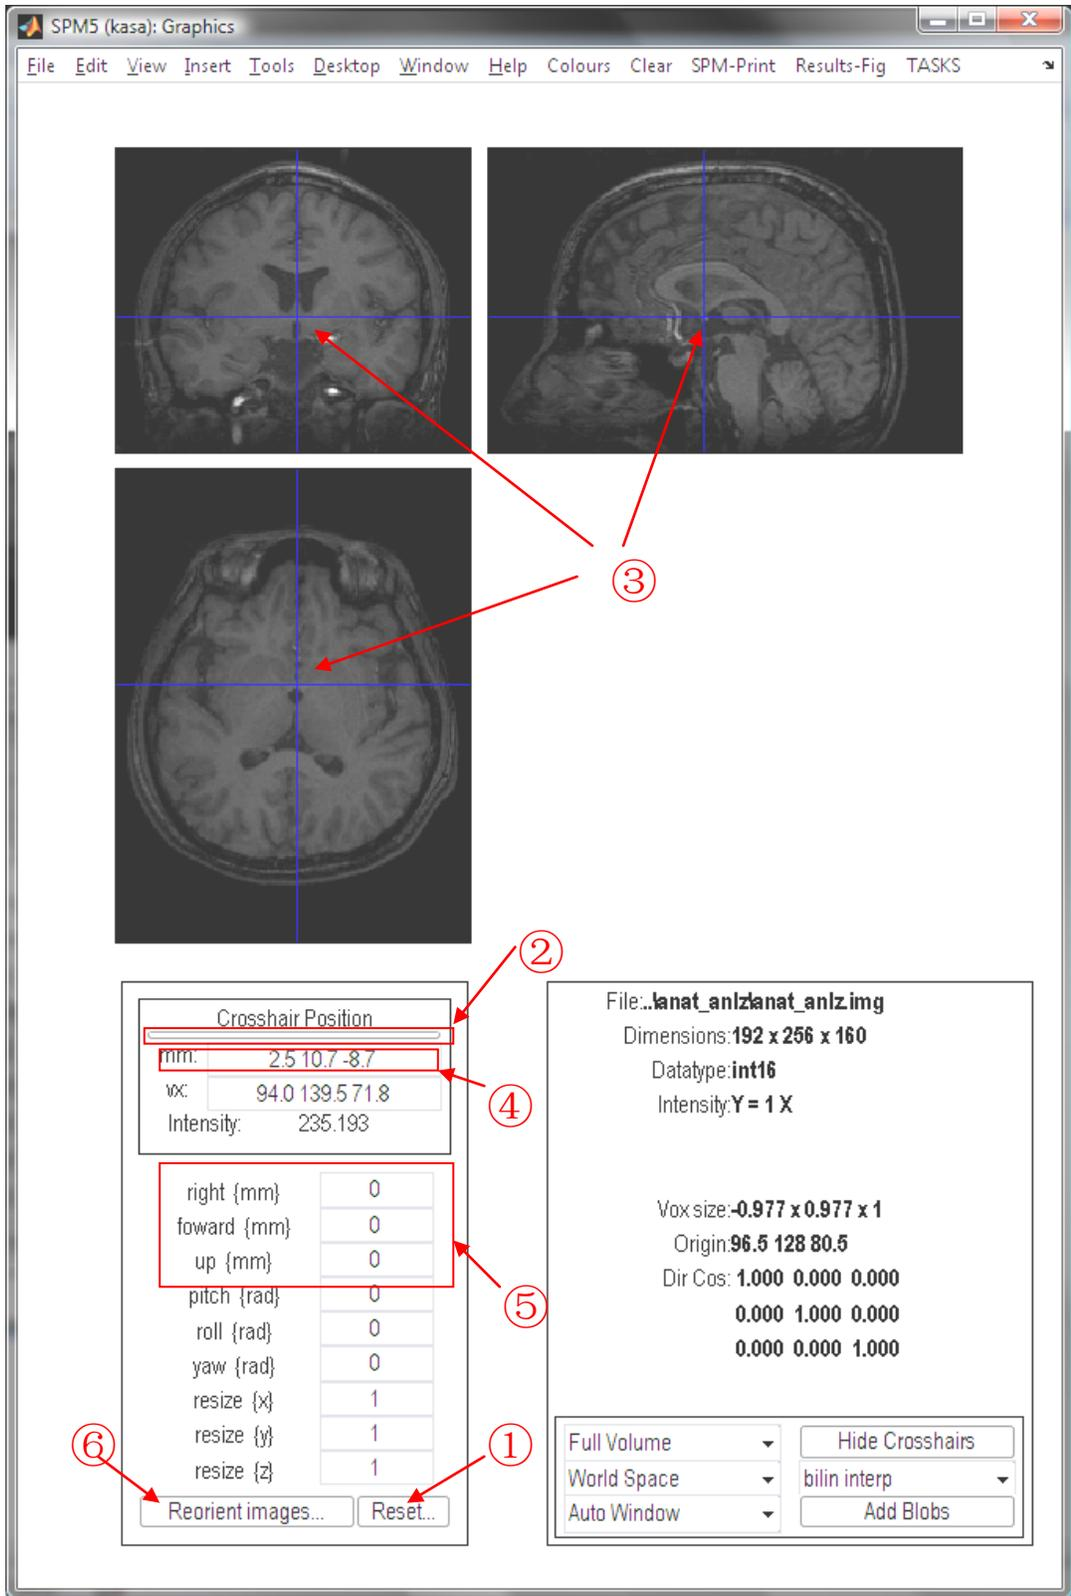 SPM5 (kasa): Graphics
File Edit View Insert Tools Desktop Window Help Colours Clear SPM-Print Results-Fig TASKS
③
②
Crosshair Position
mm: 2.5 10.7 -8.7
vx: 94.0 139.5 71.8
Intensity: 235.193
④
right {mm} 0
foward {mm} 0
up {mm} 0
⑤
pitch {rad} 0
roll {rad} 0
yaw {rad} 0
resize {x} 1
resize {y} 1
resize {z} 1
⑥
①
Reorient images... Reset...
File:..\anat_anlz\anat_anlz.img
Dimensions:192 x 256 x 160
Datatype:int16
Intensity:Y = 1 X
Vox size:-0.977 x 0.977 x 1
Origin:96.5 128 80.5
Dir Cos: 1.000 0.000 0.000
0.000 1.000 0.000
0.000 0.000 1.000
Full Volume Hide Crosshairs
World Space bilin interp
Auto Window Add Blobs